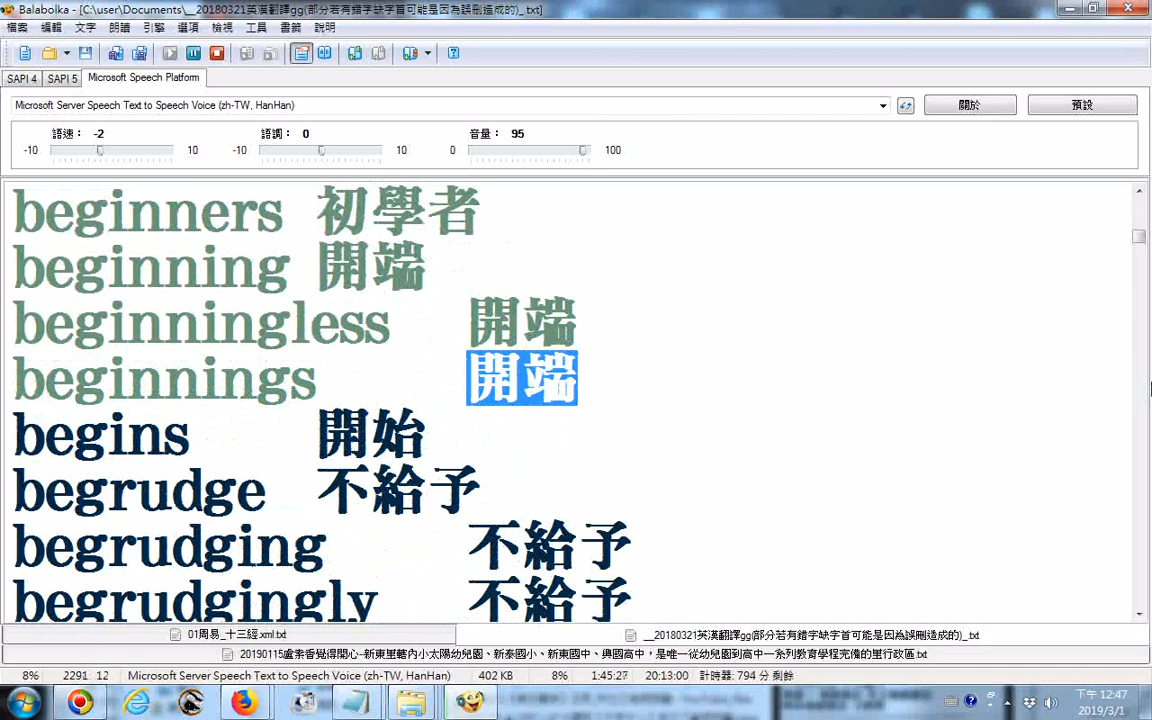 Balabolka - [C:\user\Documents\__20180321英漢翻譯gg(部分若有錯字缺字首可能是因為誤刪造成的)_.txt]
檔案 編輯 文字 朗讀 引擎 選項 檢視 工具 書籤 說明
SAPI 4 SAPI 5 Microsoft Speech Platform
Microsoft Server Speech Text to Speech Voice (zh-TW, HanHan) 關於 預設
語速： -2 語調： 0 音量： 95
-10 10 -10 10 0 100
beginners 初學者
beginning 開端
beginningless 開端
beginnings 開端
begins 開始
begrudge 不給予
begrudging 不給予
begrudgingly 不給予
01周易_十三經.xml.txt __20180321英漢翻譯gg(部分若有錯字缺字首可能是因為誤刪造成的)_.txt
20190115盧素香覺得開心-新東里轄內小太陽幼兒園、新泰國小、新東國中、興國高中，是唯一從幼兒園到高中一系列教育學程完備的里行政區.txt
8% 2291: 12 Microsoft Server Speech Text to Speech Voice (zh-TW, HanHan) 402 KB 8% 1:45:27 20:13:00 計時器: 794 分 剩餘
下午 12:47
2019/3/1